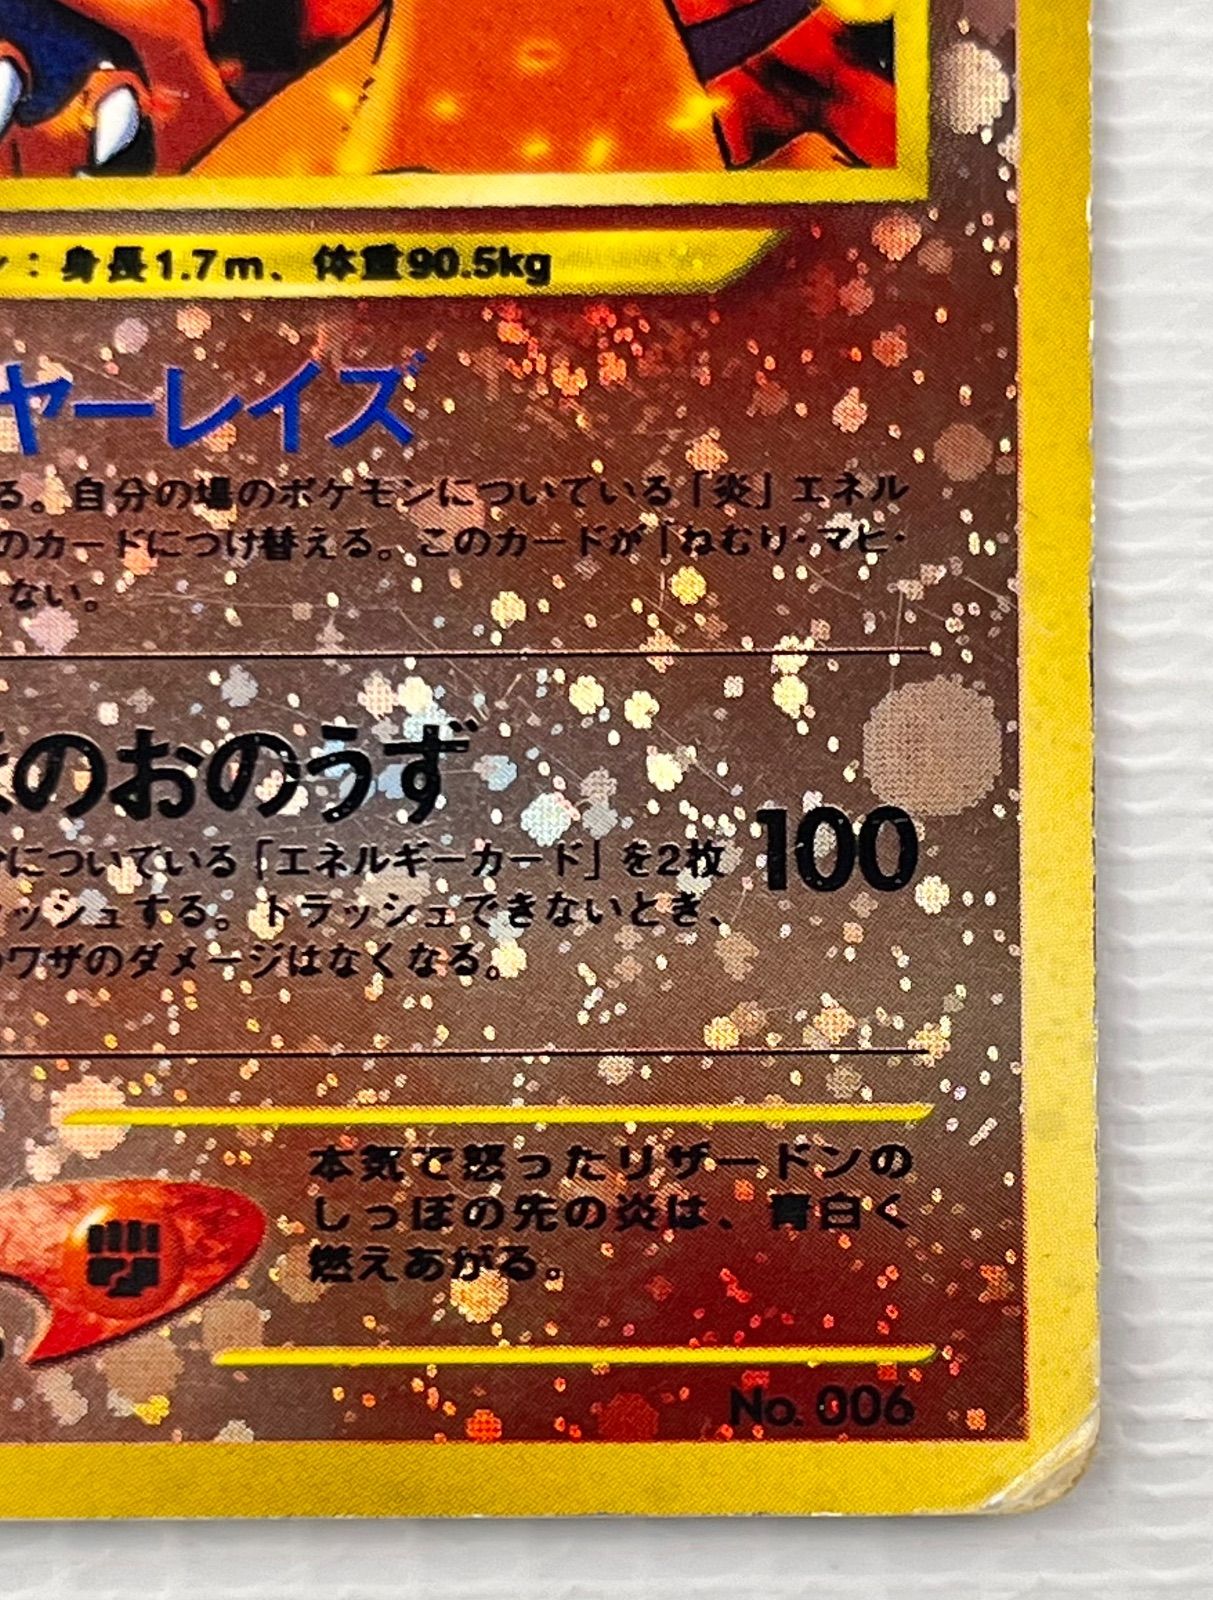 ：身長1.7m、体重90.5kg
ヤーレイズ
る。自分の場のポケモンについている「炎」エネル
のカードにつけ替える。このカードが「ねむり・マヒ・
ない。
のおのうず
についている「エネルギーカード」を2枚
ラッシュする。トラッシュできないとき、
ワザのダメージはなくなる。
100
本気で怒ったリザードンの
しっぽの先の炎は、青白く
燃えあがる。
No. 006